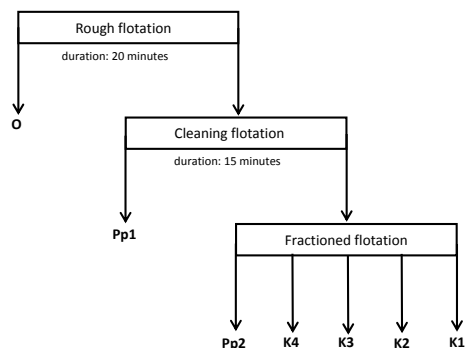 Rough flotation
duration: 20 minutes
O
Cleaning flotation
duration: 15 minutes
Pp1
Fractioned flotation
Pp2 K4 K3 K2 K1